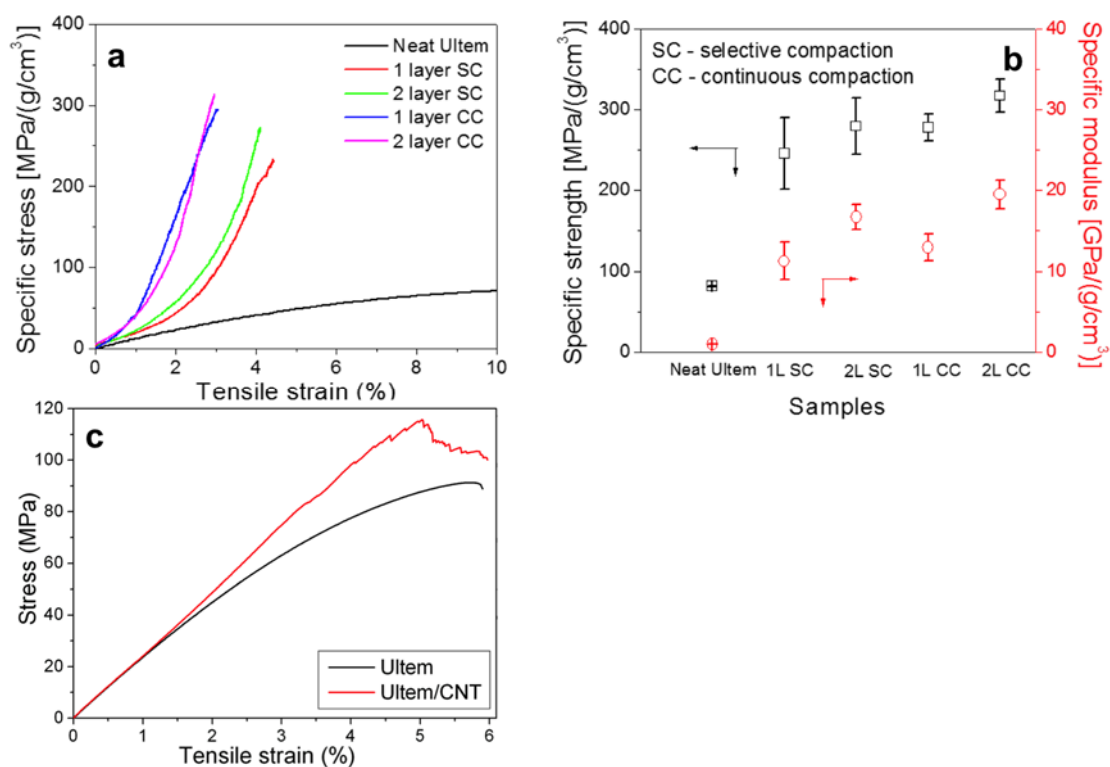 a
Specific stress [MPa/(g/cm³)]
400
300
200
100
0
0 2 4 6 8 10
Tensile strain (%)
Neat Ultem
1 layer SC
2 layer SC
1 layer CC
2 layer CC
b
SC - selective compaction
CC - continuous compaction
Specific strength [MPa/(g/cm³)]
400
300
200
100
0
Specific modulus [GPa/(g/cm³)]
40
30
20
10
0
Neat Ultem 1L SC 2L SC 1L CC 2L CC
Samples
c
Stress (MPa)
120
100
80
60
40
20
0
0 1 2 3 4 5 6
Tensile strain (%)
Ultem
Ultem/CNT